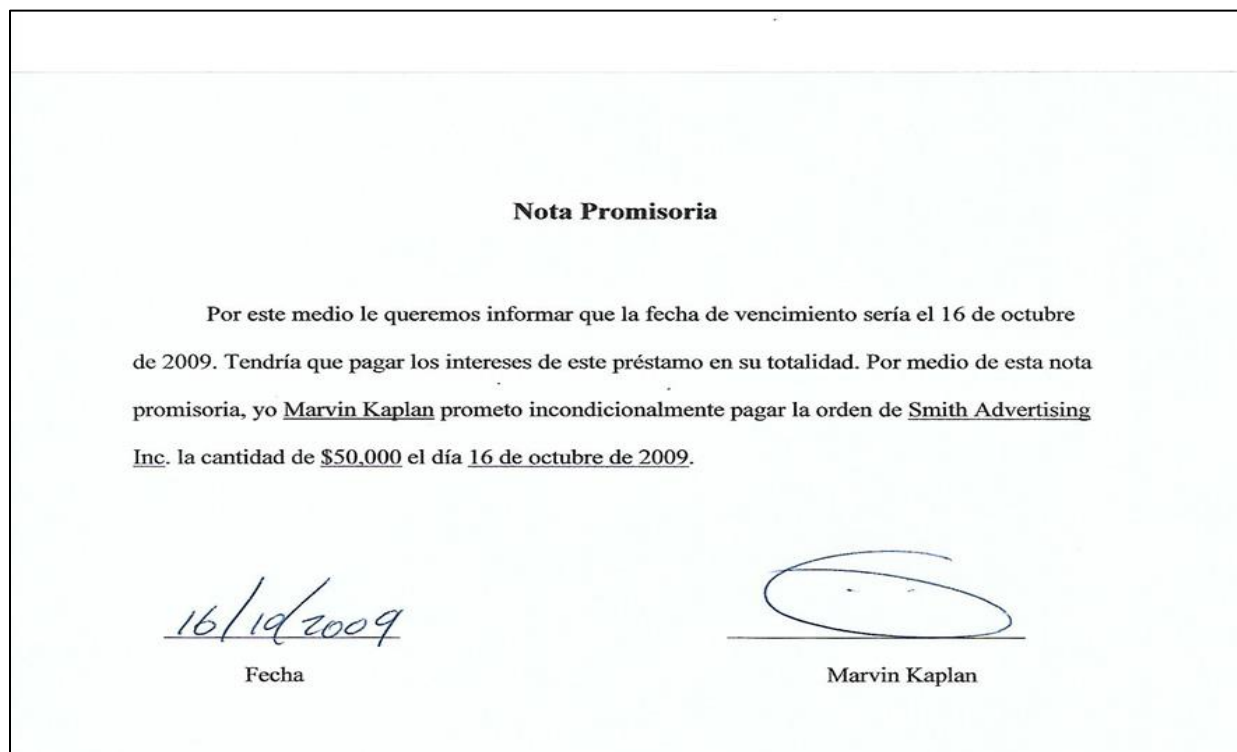 Nota Promisoria
Por este medio le queremos informar que la fecha de vencimiento sería el 16 de octubre
de 2009. Tendría que pagar los intereses de este préstamo en su totalidad. Por medio de esta nota
promisoria, yo Marvin Kaplan prometo incondicionalmente pagar la orden de Smith Advertising
Inc. la cantidad de $50,000 el día 16 de octubre de 2009.
16/10/2009
Fecha
Marvin Kaplan